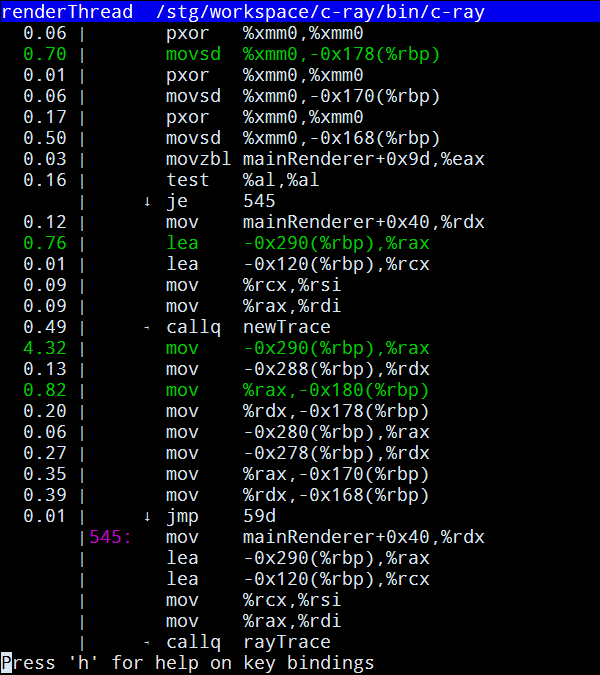 renderThread  /stg/workspace/c-ray/bin/c-ray
0.06 | pxor %xmm0,%xmm0
0.70 | movsd %xmm0,-0x178(%rbp)
0.01 | pxor %xmm0,%xmm0
0.06 | movsd %xmm0,-0x170(%rbp)
0.17 | pxor %xmm0,%xmm0
0.50 | movsd %xmm0,-0x168(%rbp)
0.03 | movzbl mainRenderer+0x9d,%eax
0.16 | test %al,%al
| ↓ je 545
0.12 | mov mainRenderer+0x40,%rdx
0.76 | lea -0x290(%rbp),%rax
0.01 | lea -0x120(%rbp),%rcx
0.09 | mov %rcx,%rsi
0.09 | mov %rax,%rdi
0.49 | → callq newTrace
4.32 | mov -0x290(%rbp),%rax
0.13 | mov -0x288(%rbp),%rdx
0.82 | mov %rax,-0x180(%rbp)
0.20 | mov %rdx,-0x178(%rbp)
0.06 | mov -0x280(%rbp),%rax
0.27 | mov -0x278(%rbp),%rdx
0.35 | mov %rax,-0x170(%rbp)
0.39 | mov %rdx,-0x168(%rbp)
0.01 | ↓ jmp 59d
|545: mov mainRenderer+0x40,%rdx
| lea -0x290(%rbp),%rax
| lea -0x120(%rbp),%rcx
| mov %rcx,%rsi
| mov %rax,%rdi
| → callq rayTrace
Press 'h' for help on key bindings